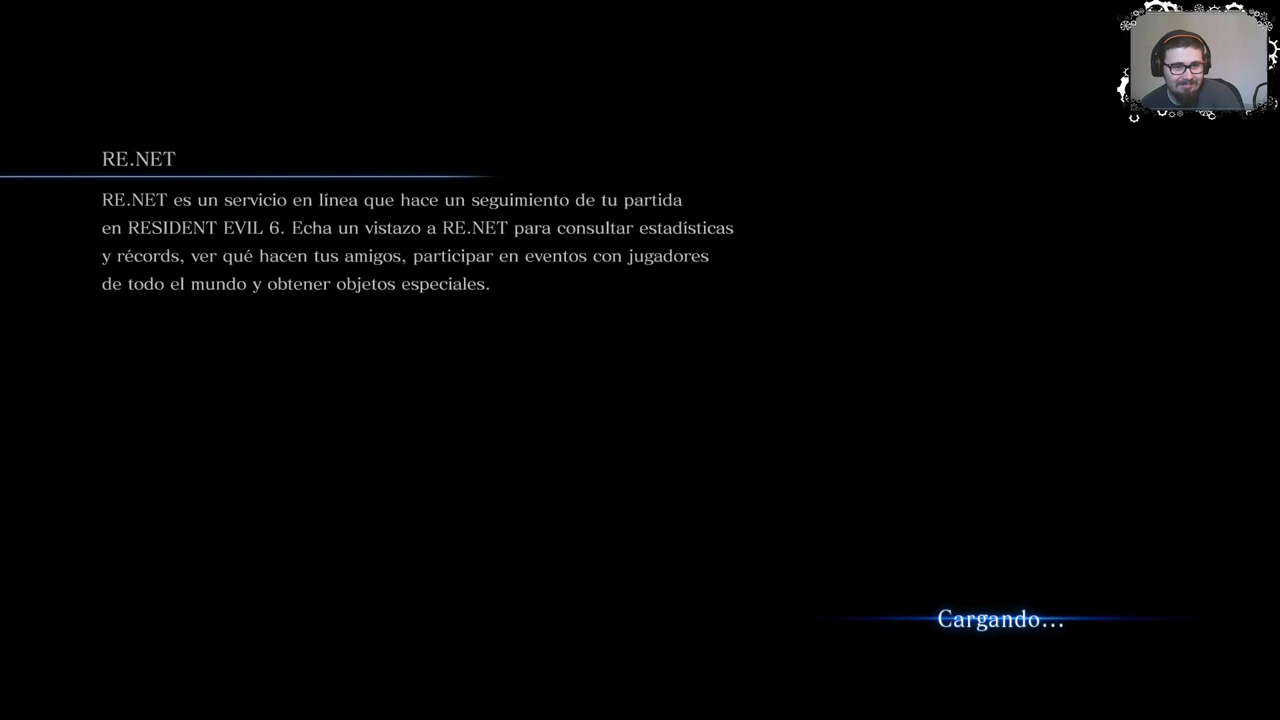 RE.NET
RE.NET es un servicio en línea que hace un seguimiento de tu partida
en RESIDENT EVIL 6. Echa un vistazo a RE.NET para consultar estadísticas
y récords, ver qué hacen tus amigos, participar en eventos con jugadores
de todo el mundo y obtener objetos especiales.
Cargando...